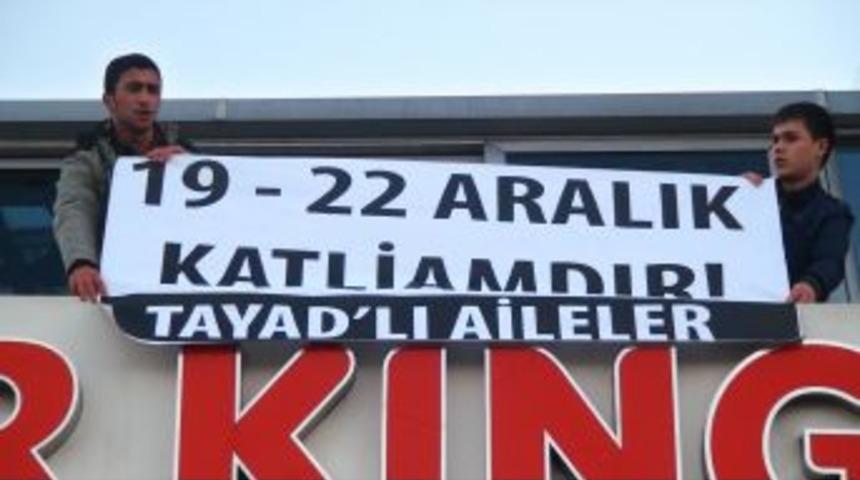 19 - 22 ARALIK
KATLİAMDIR!
TAYAD'LI AİLELER
R KING